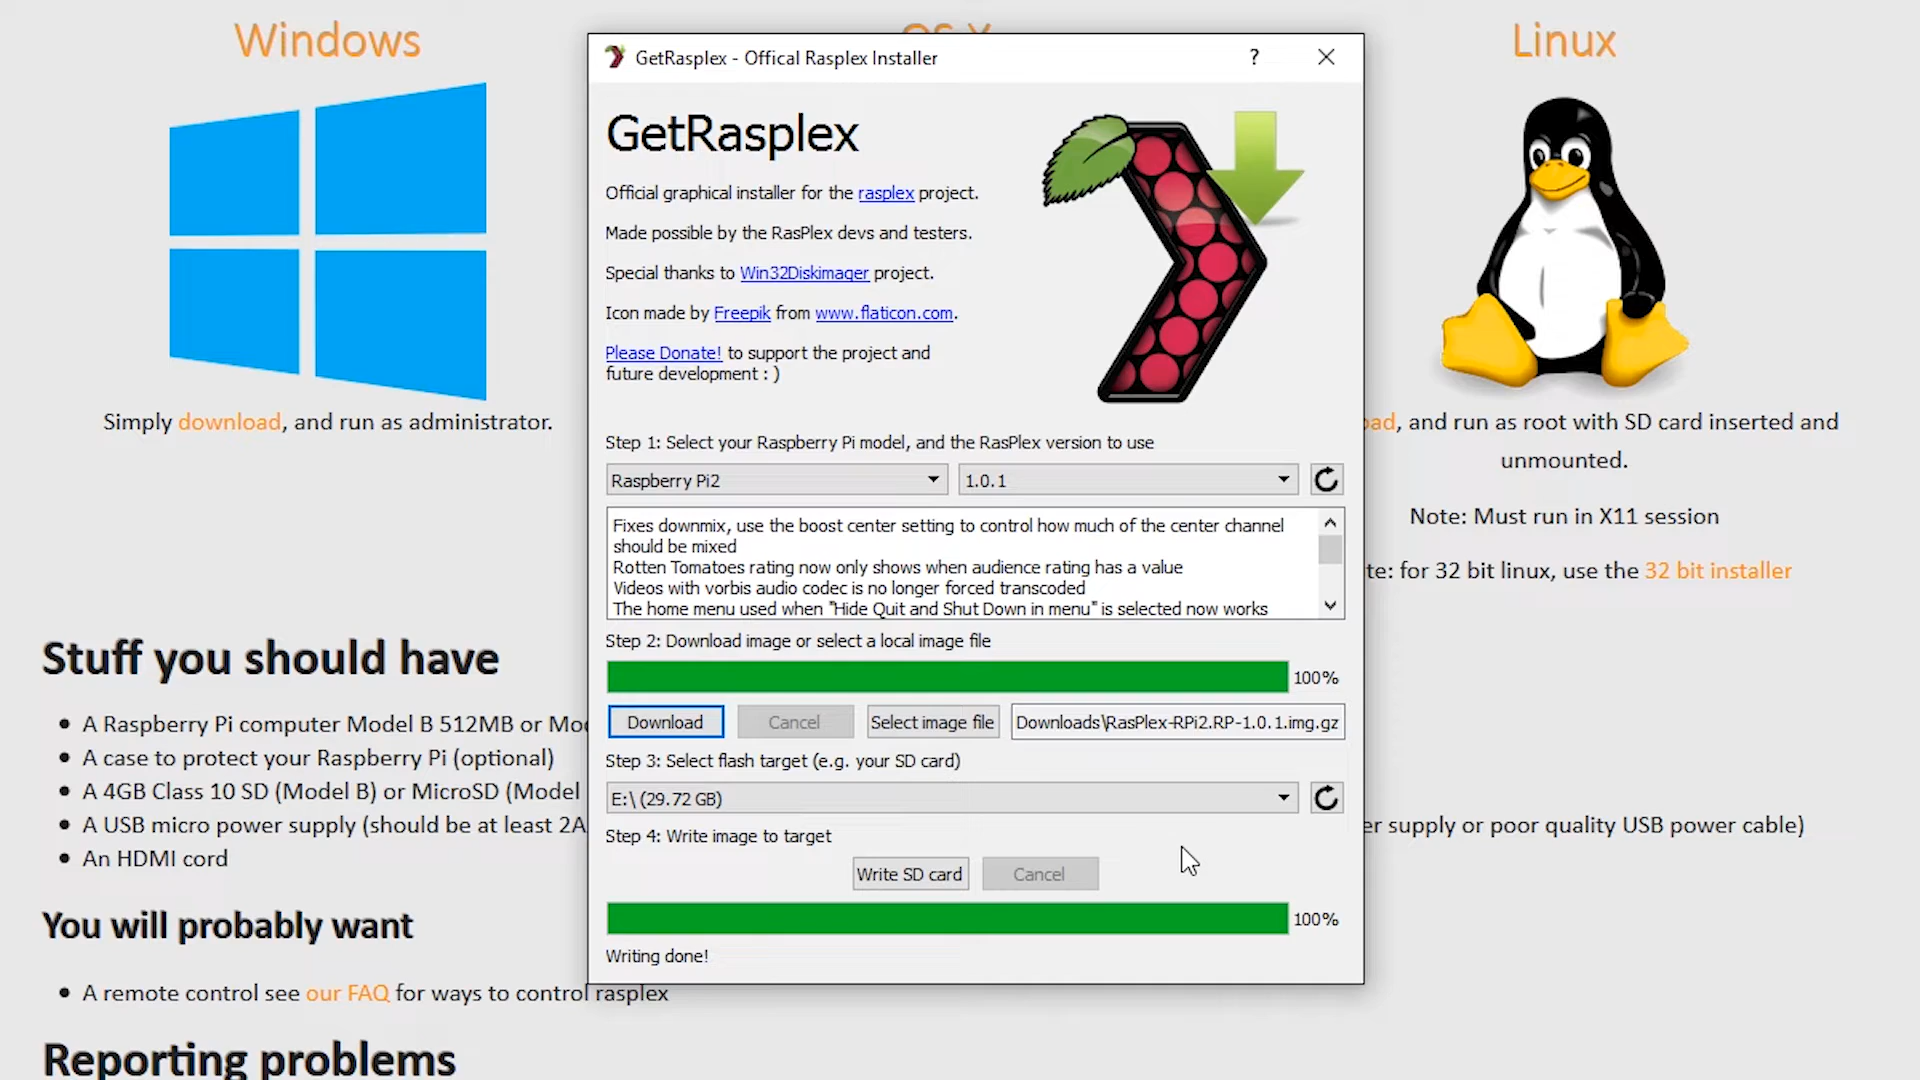 Windows
OS X
Linux
GetRasplex - Offical Rasplex Installer
?
GetRasplex
Official graphical installer for the rasplex project.
Made possible by the RasPlex devs and testers.
Special thanks to Win32Diskimager project.
Icon made by Freepik from www.flaticon.com.
Please Donate! to support the project and
future development : )
Simply download, and run as administrator.
oad, and run as root with SD card inserted and
unmounted.
Note: Must run in X11 session
te: for 32 bit linux, use the 32 bit installer
Step 1: Select your Raspberry Pi model, and the RasPlex version to use
Raspberry Pi2
1.0.1
Fixes downmix, use the boost center setting to control how much of the center channel
should be mixed
Rotten Tomatoes rating now only shows when audience rating has a value
Videos with vorbis audio codec is no longer forced transcoded
The home menu used when "Hide Quit and Shut Down in menu" is selected now works
Step 2: Download image or select a local image file
100%
Download
Cancel
Select image file
Downloads\RasPlex-RPi2.RP-1.0.1.img.gz
Step 3: Select flash target (e.g. your SD card)
E:\ (29.72 GB)
Step 4: Write image to target
Write SD card
Cancel
100%
Writing done!
Stuff you should have
A Raspberry Pi computer Model B 512MB or Mo
A case to protect your Raspberry Pi (optional)
A 4GB Class 10 SD (Model B) or MicroSD (Model
A USB micro power supply (should be at least 2A
er supply or poor quality USB power cable)
An HDMI cord
You will probably want
A remote control see our FAQ for ways to control rasplex
Reporting problems